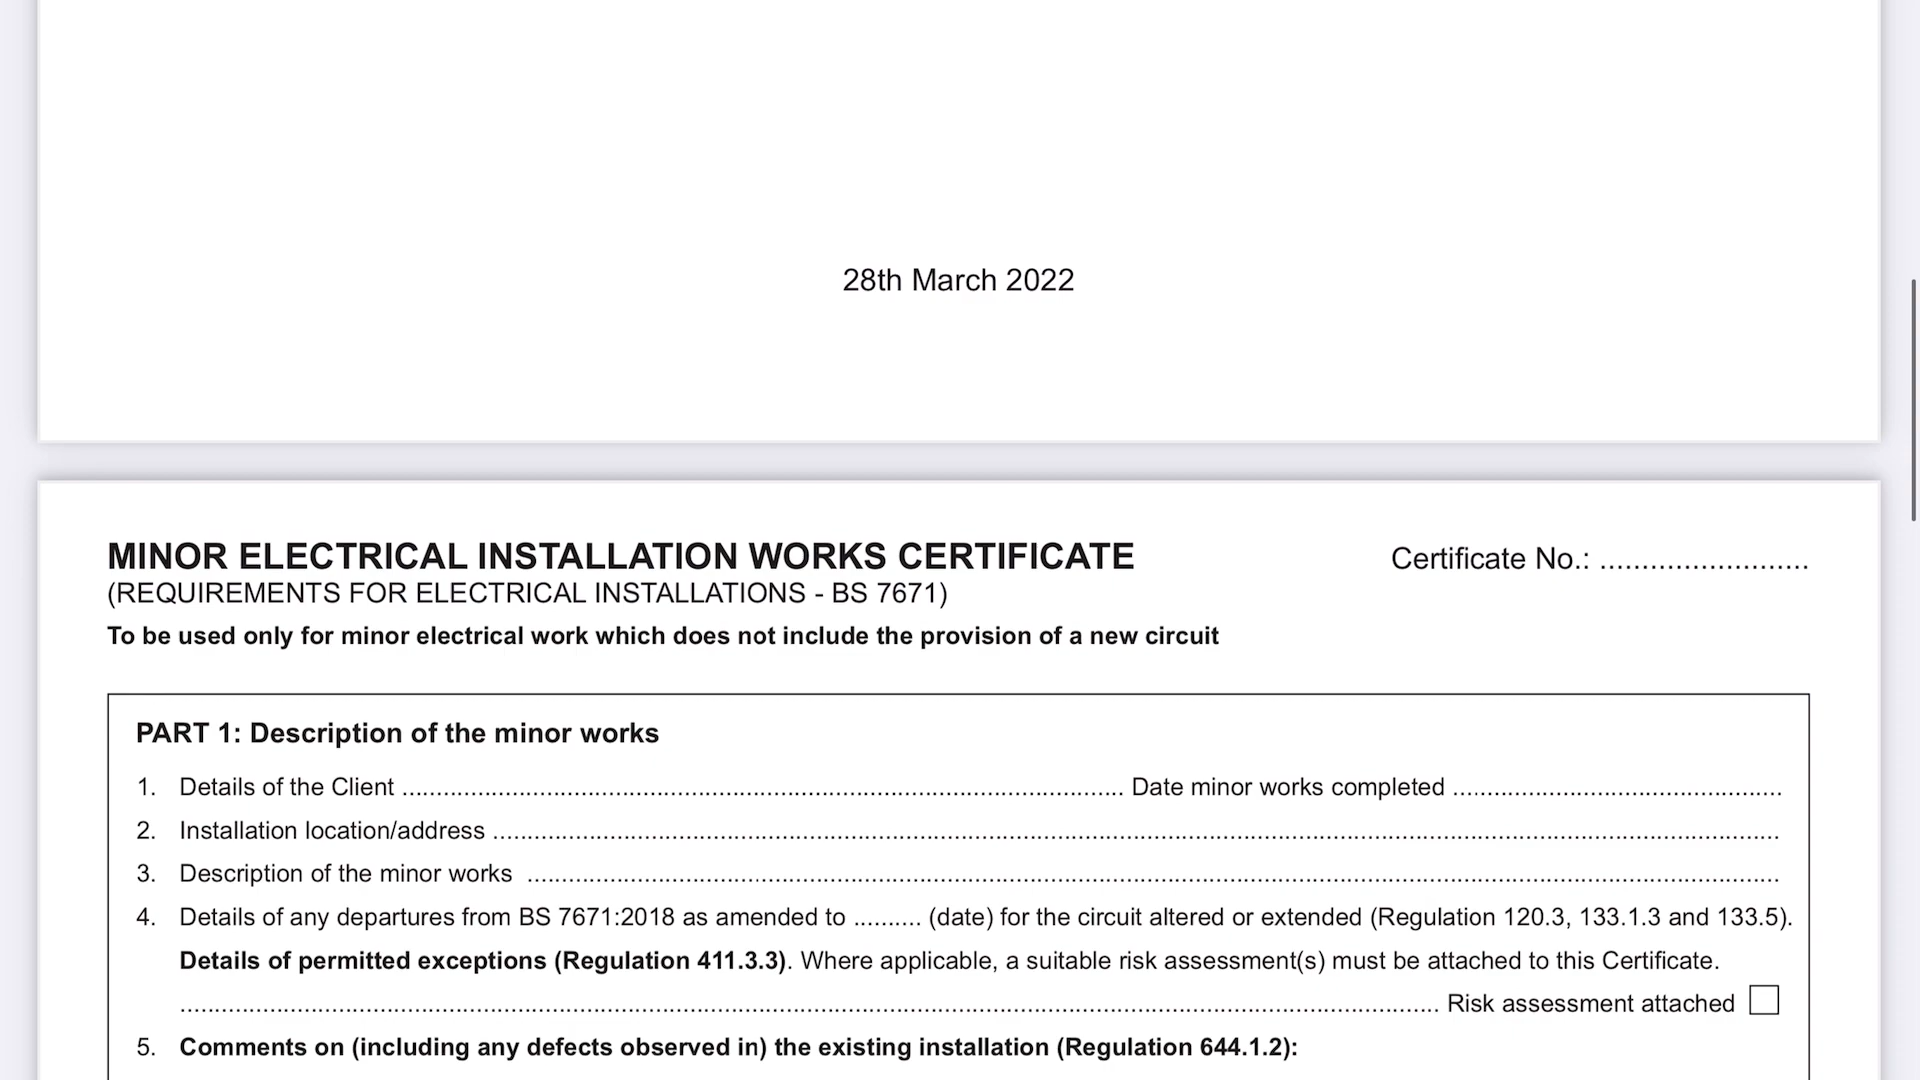 28th March 2022
MINOR ELECTRICAL INSTALLATION WORKS CERTIFICATE
Certificate No.: .........................
(REQUIREMENTS FOR ELECTRICAL INSTALLATIONS - BS 7671)
To be used only for minor electrical work which does not include the provision of a new circuit
PART 1: Description of the minor works
1. Details of the Client .......................................................................................................... Date minor works completed ................................................
2. Installation location/address ............................................................................................................................................................................................
3. Description of the minor works .......................................................................................................................................................................................
4. Details of any departures from BS 7671:2018 as amended to .......... (date) for the circuit altered or extended (Regulation 120.3, 133.1.3 and 133.5).
Details of permitted exceptions (Regulation 411.3.3). Where applicable, a suitable risk assessment(s) must be attached to this Certificate.
........................................................................................................................................................................................ Risk assessment attached
5. Comments on (including any defects observed in) the existing installation (Regulation 644.1.2):